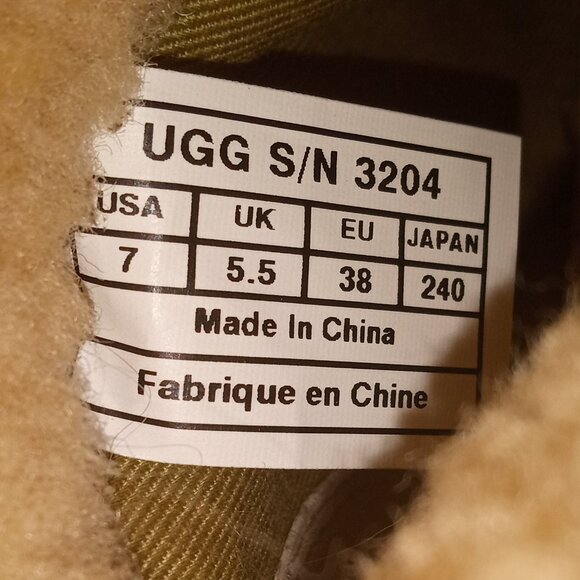 UGG S/N 3204
USA UK EU JAPAN
7 5.5 38 240
Made In China
Fabrique en Chine